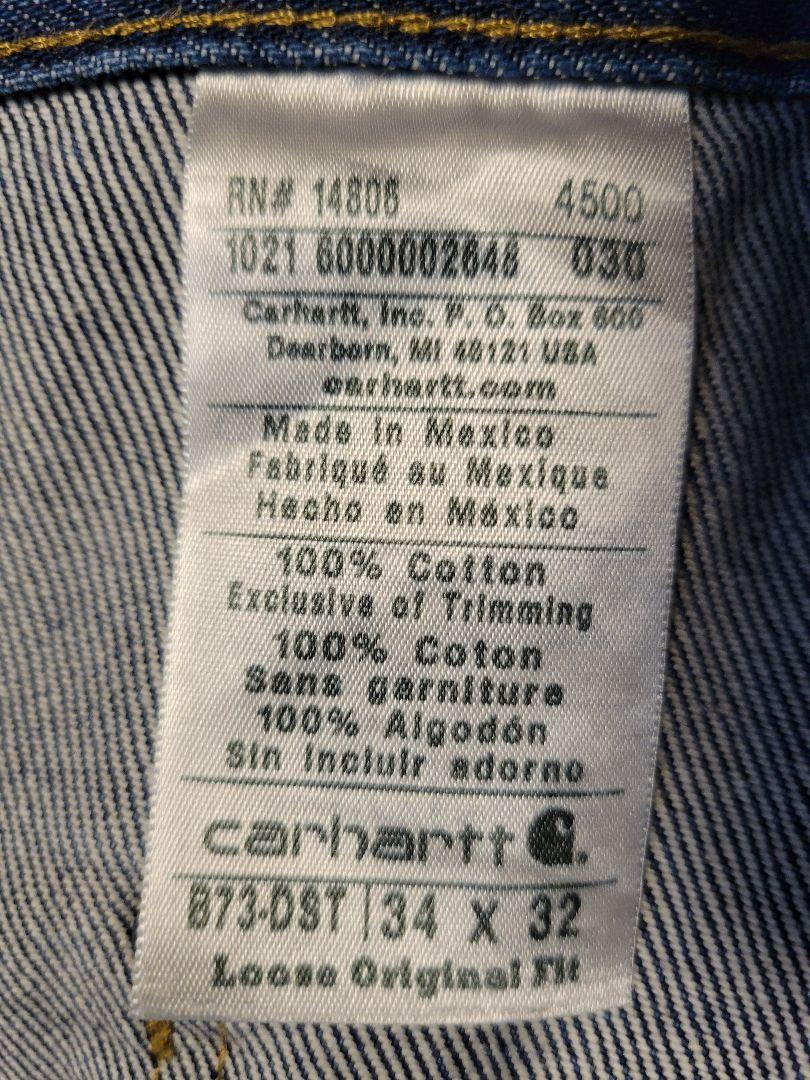 RN# 14806 4500
1021 6000002648 030
Carhartt, Inc. P. O. Box 600
Dearborn, MI 48121 USA
carhartt.com
Made in Mexico
Fabriqué au Mexique
Hecho en México
100% Cotton
Exclusive of Trimming
100% Coton
Sans garniture
100% Algodón
Sin incluir adorno
carhartt
B73-DST 34 X 32
Loose Original Fit